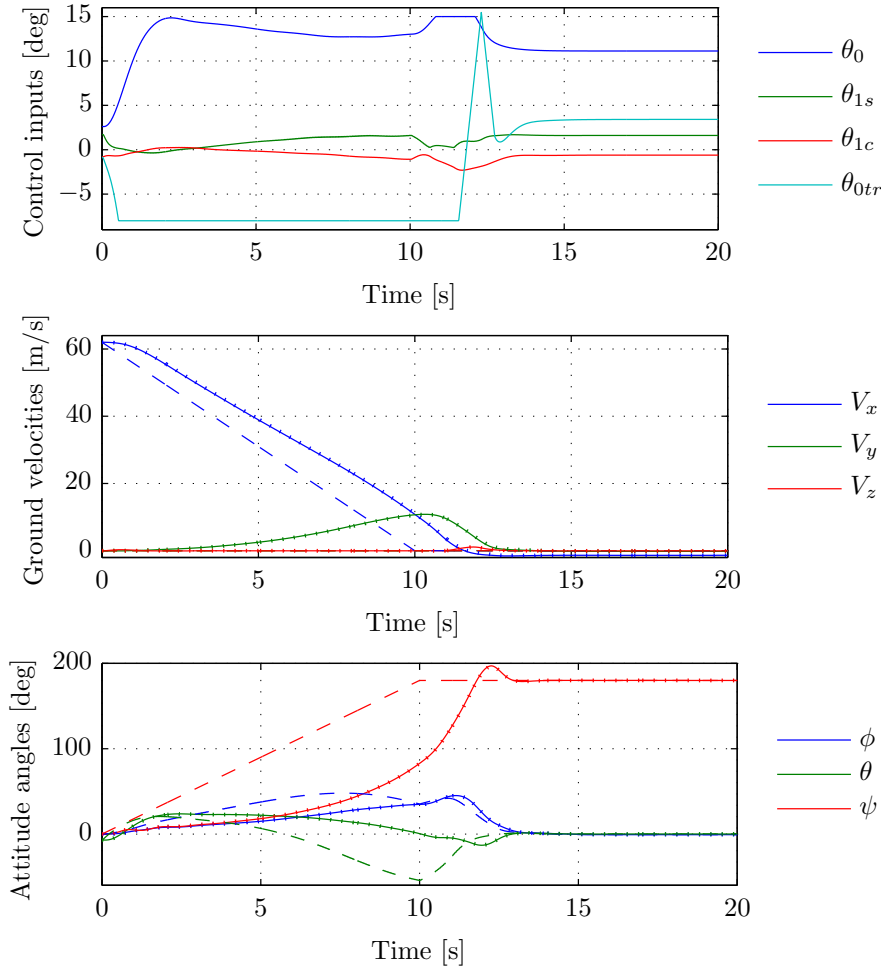 Control inputs [deg]
15
10
5
0
−5
0 5 10 15 20
Time [s]
θ0
θ1s
θ1c
θ0tr
Ground velocities [m/s]
60
40
20
0
0 5 10 15 20
Time [s]
Vx
Vy
Vz
Attitude angles [deg]
200
100
0
0 5 10 15 20
Time [s]
ϕ
θ
ψ